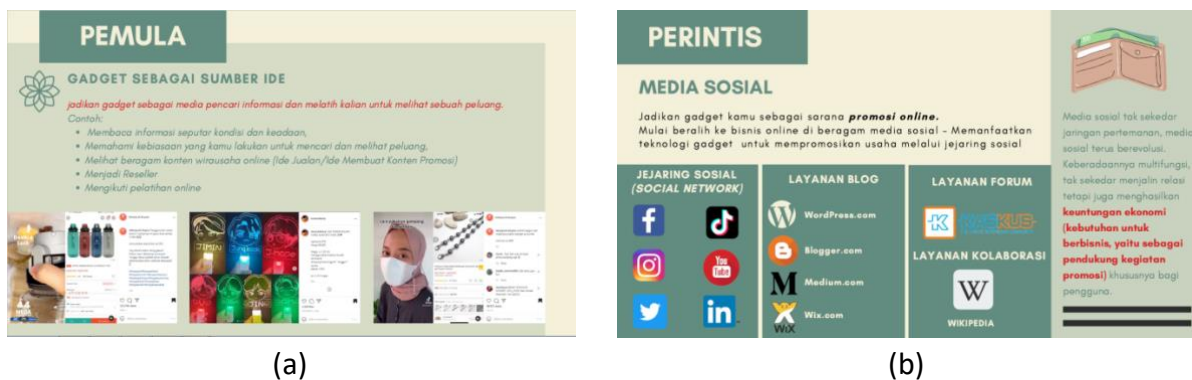 PEMULA
GADGET SEBAGAI SUMBER IDE
jadikan gadget sebagai media pencari informasi dan melatih kalian untuk melihat sebuah peluang.
Contoh:
• Membaca informasi seputar kondisi dan keadaan,
• Memahami kebiasaan yang kamu lakukan untuk mencari dan melihat peluang,
• Melihat beragam konten wirausaha online (Ide Jualan/Ide Membuat Konten Promosi)
• Menjadi Reseller
• Mengikuti pelatihan online
JIMIN
(a)
PERINTIS
MEDIA SOSIAL
Jadikan gadget kamu sebagai sarana promosi online.
Mulai beralih ke bisnis online di beragam media sosial - Memanfaatkan
teknologi gadget untuk mempromosikan usaha melalui jejaring sosial
JEJARING SOSIAL
(SOCIAL NETWORK)
You
Tube
in
LAYANAN BLOG
WordPress.com
Blogger.com
Medium.com
WiX
Wix.com
LAYANAN FORUM
KASKUS
LAYANAN KOLABORASI
W
WIKIPEDIA
Media sosial tak sekedar
jaringan pertemanan, media
sosial terus berevolusi.
Keberadaannya multifungsi,
tak sekedar menjalin relasi
tetapi juga menghasilkan
keuntungan ekonomi
(kebutuhan untuk
berbisnis, yaitu sebagai
pendukung kegiatan
promosi) khususnya bagi
pengguna.
(b)